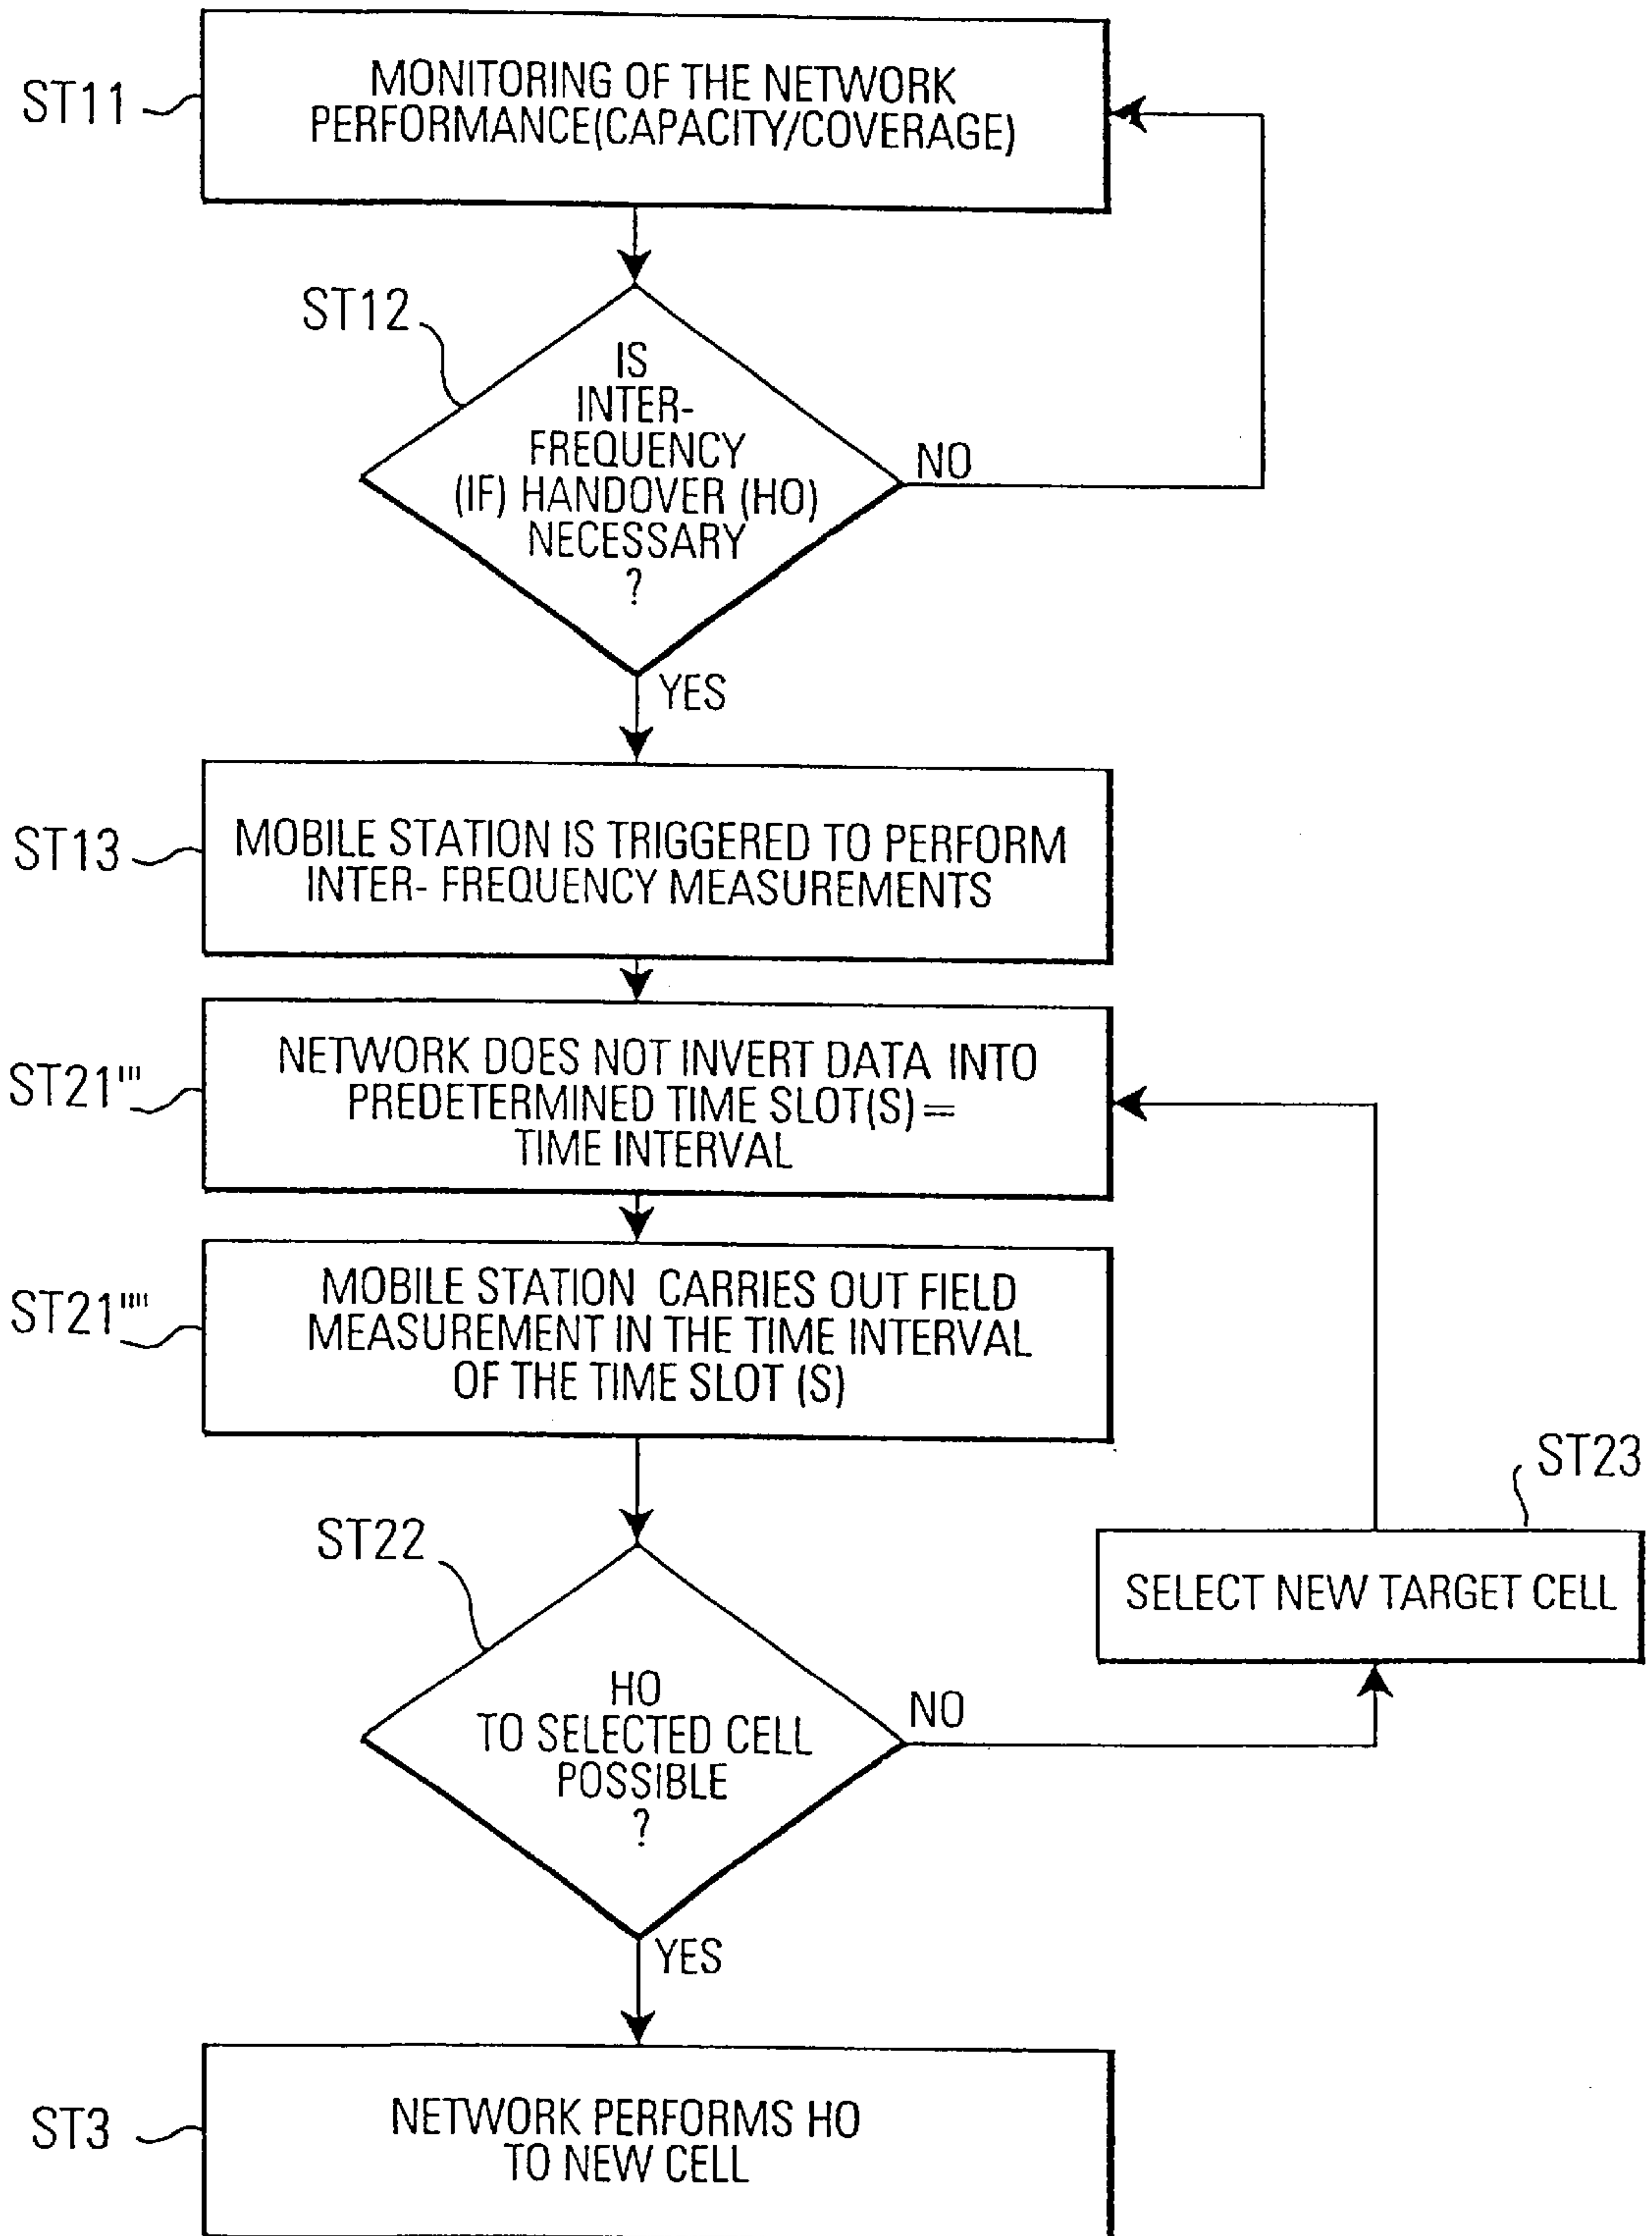 ST11
MONITORING OF THE NETWORK
PERFORMANCE(CAPACITY/COVERAGE)
ST12
IS
INTER-
FREQUENCY
(IF) HANDOVER (HO)
NECESSARY
?
NO
YES
ST13
MOBILE STATION IS TRIGGERED TO PERFORM
INTER- FREQUENCY MEASUREMENTS
ST21'''
NETWORK DOES NOT INVERT DATA INTO
PREDETERMINED TIME SLOT(S) =
TIME INTERVAL
ST21''''
MOBILE STATION CARRIES OUT FIELD
MEASUREMENT IN THE TIME INTERVAL
OF THE TIME SLOT (S)
ST23
SELECT NEW TARGET CELL
ST22
HO
TO SELECTED CELL
POSSIBLE
?
NO
YES
ST3
NETWORK PERFORMS HO
TO NEW CELL